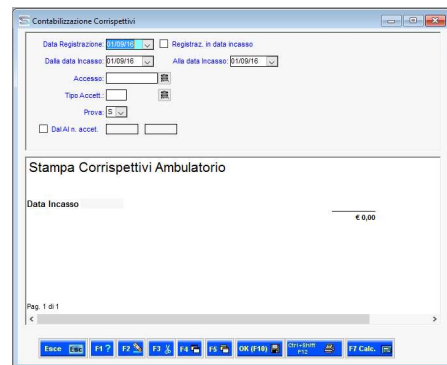 Contabilizzazione Corrispettivi
Data Registrazione: 01/09/16 Registraz. in data incasso
Dalla data Incasso: 01/09/16 Alla data Incasso: 01/09/16
Accesso:
Tipo Accett.:
Prova: S
Dal Al n. accet.
Stampa Corrispettivi Ambulatorio
Data Incasso
€ 0,00
Pag. 1 di 1
Esce Esc F1 ? F2 F3 F4 F5 OK (F10) Ctrl+Shift F12 F7 Calc.